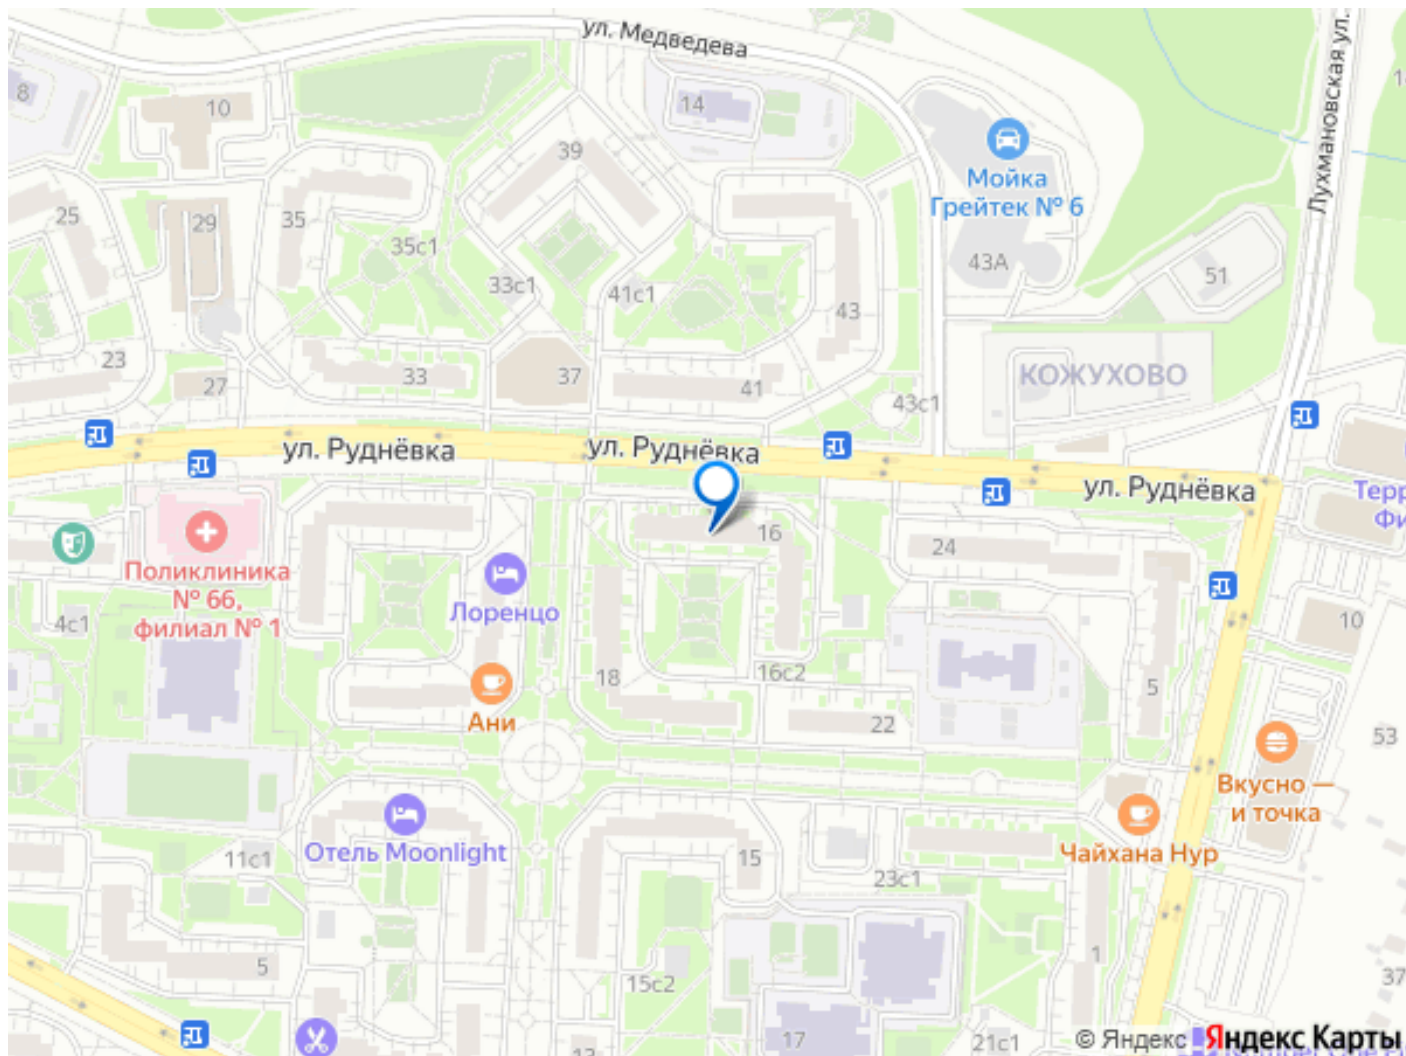 ул. Медведева
Лухмановская ул.
8
10
14
39
Мойка
Грейтек № 6
25
29
35
35с1
33с1
41с1
43А
51
43
23
27
33
37
41
КОЖУХОВО
43с1
ул. Руднёвка
ул. Руднёвка
ул. Руднёвка
16
24
Поликлиника
№ 66,
филиал № 1
Лоренцо
4с1
10
18
16с2
5
22
Ани
53
Вкусно —
и точка
Отель Moonlight
Чайхана Нур
11с1
15
23с1
5
1
15с2
37
17
21с1
© Яндекс Яндекс Карты